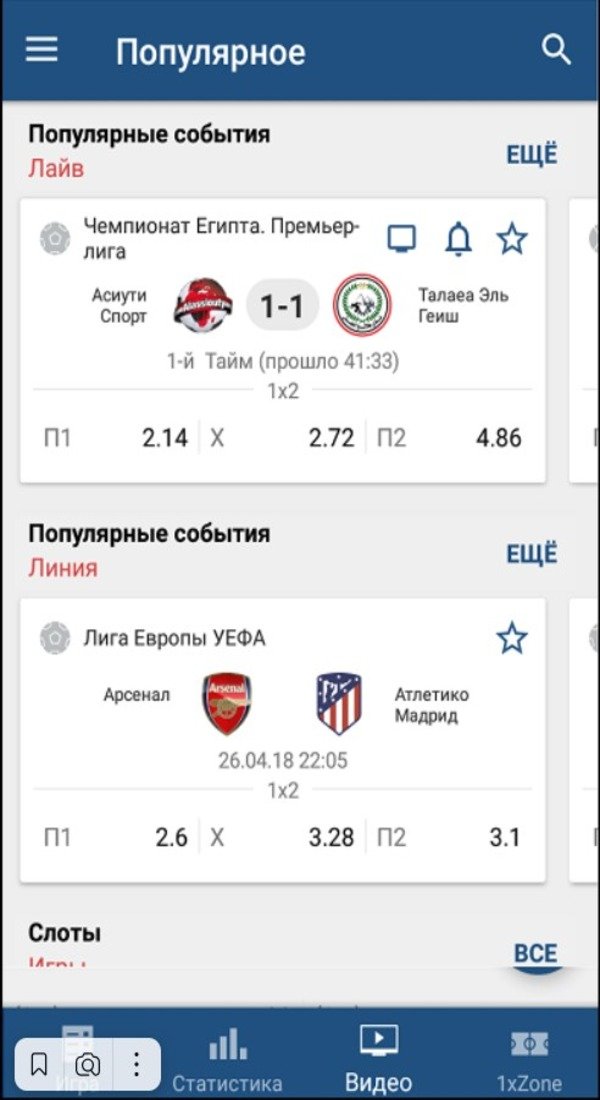 Популярное
Популярные события
ЕЩЁ
Лайв
Чемпионат Египта. Премьер-
лига
Асиути
Спорт
1-1
Талаеа Эль
Геиш
1-й Тайм (прошло 41:33)
1x2
П1 2.14 X 2.72 П2 4.86
Популярные события
ЕЩЁ
Линия
Лига Европы УЕФА
Арсенал
Arsenal
Атлетико
Мадрид
26.04.18 22:05
1x2
П1 2.6 X 3.28 П2 3.1
Слоты
ВСЕ
Игры
Игра
Статистика
Видео
1xZone